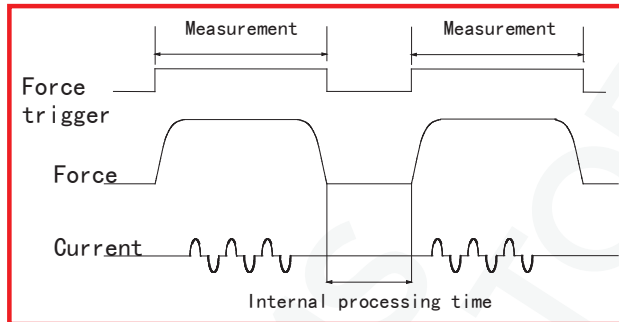 Measurement Measurement
Force
trigger
Force
Current
Internal processing time